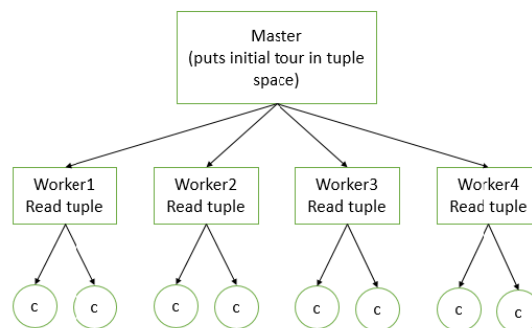 Master
(puts initial tour in tuple
space)
Worker1
Read tuple
Worker2
Read tuple
Worker3
Read tuple
Worker4
Read tuple
c
c
c
c
c
c
c
c